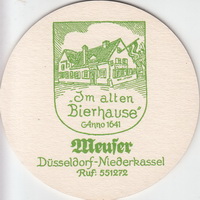 „Im alten
Bierhause“
Anno 1641
Meuser
Düsseldorf-Niederkassel
Ruf: 551272